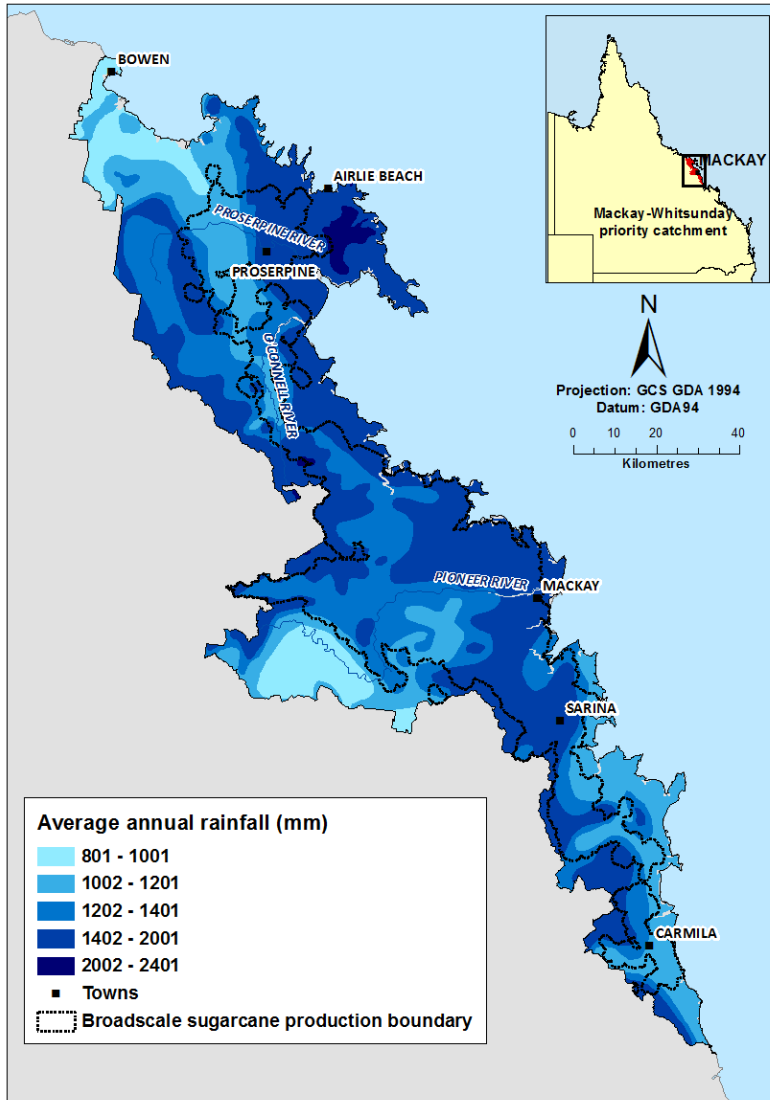 BOWEN
AIRLIE BEACH
PROSERPINE RIVER
PROSERPINE
O'CONNELL RIVER
PIONEER RIVER
MACKAY
SARINA
CARMILA
MACKAY
Mackay-Whitsunday
priority catchment
N
Projection: GCS GDA 1994
Datum: GDA94
0 10 20 40
Kilometres
Average annual rainfall (mm)
801 - 1001
1002 - 1201
1202 - 1401
1402 - 2001
2002 - 2401
Towns
Broadscale sugarcane production boundary